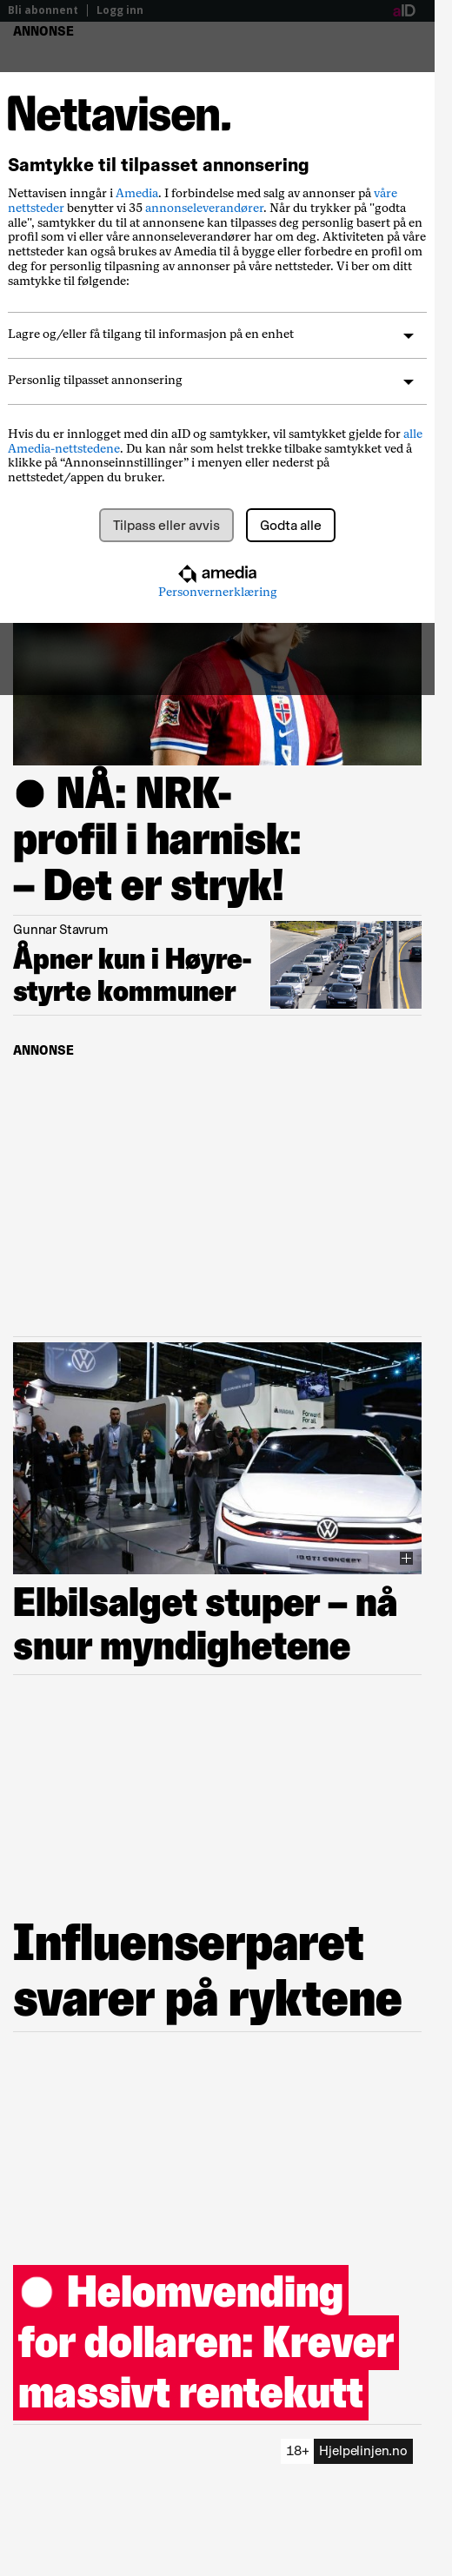 Bli abonnent | Logg inn
aID
ANNONSE
Nettavisen.
Samtykke til tilpasset annonsering
Nettavisen inngår i Amedia. I forbindelse med salg av annonser på våre
nettsteder benytter vi 35 annonseleverandører. Når du trykker på "godta
alle", samtykker du til at annonsene kan tilpasses deg personlig basert på en
profil som vi eller våre annonseleverandører har om deg. Aktiviteten på våre
nettsteder kan også brukes av Amedia til å bygge eller forbedre en profil om
deg for personlig tilpasning av annonser på våre nettsteder. Vi ber om ditt
samtykke til følgende:
Lagre og/eller få tilgang til informasjon på en enhet
Personlig tilpasset annonsering
Hvis du er innlogget med din aID og samtykker, vil samtykket gjelde for alle
Amedia-nettstedene. Du kan når som helst trekke tilbake samtykket ved å
klikke på “Annonseinnstillinger” i menyen eller nederst på
nettstedet/appen du bruker.
Tilpass eller avvis
Godta alle
amedia
Personvernerklæring
● NÅ: NRK-
profil i harnisk:
– Det er stryk!
Gunnar Stavrum
Åpner kun i Høyre-
styrte kommuner
ANNONSE
Elbilsalget stuper – nå
snur myndighetene
Influenserparet
svarer på ryktene
● Helomvending
for dollaren: Krever
massivt rentekutt
18+ Hjelpelinjen.no